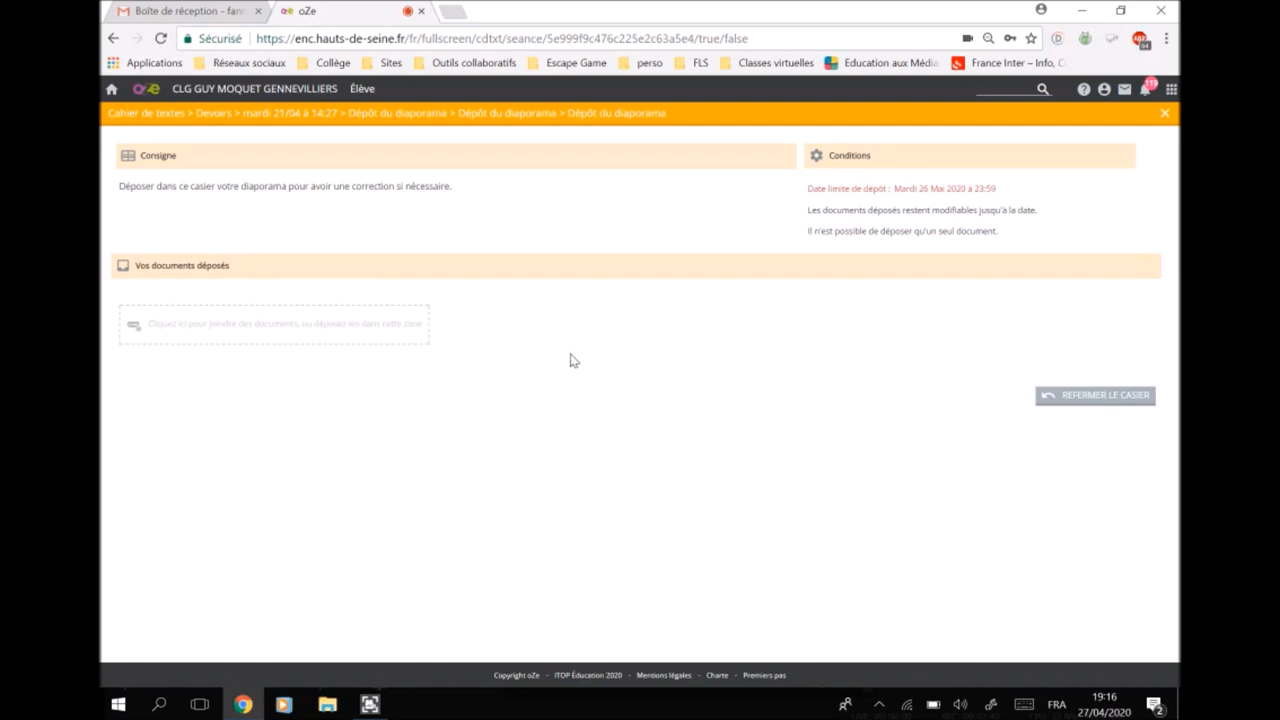 Boîte de réception - fan
oZe
Sécurisé
https://enc.hauts-de-seine.fr/fr/fullscreen/cdtxt/seance/5e999f9c476c225e2c63a5e4/true/false
Applications
Réseaux sociaux
Collège
Sites
Outils collaboratifs
Escape Game
perso
FLS
Classes virtuelles
Education aux Média
France Inter – Info, C
oZe
CLG GUY MOQUET GENNEVILLIERS
Élève
119
Cahier de textes > Devoirs > mardi 21/04 à 14:27 > Dépôt du diaporama > Dépôt du diaporama > Dépôt du diaporama
Consigne
Conditions
Déposer dans ce casier votre diaporama pour avoir une correction si nécessaire.
Date limite de dépôt : Mardi 26 Mai 2020 à 23:59
Les documents déposés restent modifiables jusqu'à la date.
Il n'est possible de déposer qu'un seul document.
Vos documents déposés
Cliquez ici pour joindre des documents, ou déposez-les dans cette zone
REFERMER LE CASIER
Copyright oZe - ITOP Éducation 2020 - Mentions légales - Charte - Premiers pas
FRA
19:16
27/04/2020
2